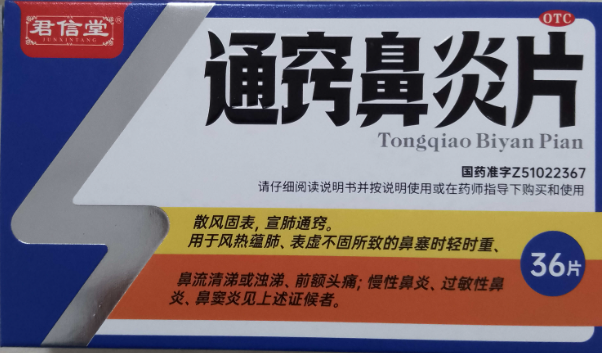 君信堂®
JUNXINTANG
OTC
通窍鼻炎片
Tongqiao Biyan Pian
国药准字Z51022367
请仔细阅读说明书并按说明使用或在药师指导下购买和使用
散风固表，宣肺通窍。
用于风热蕴肺、表虚不固所致的鼻塞时轻时重、
鼻流清涕或浊涕、前额头痛；慢性鼻炎、过敏性鼻
炎、鼻窦炎见上述证候者。
36片